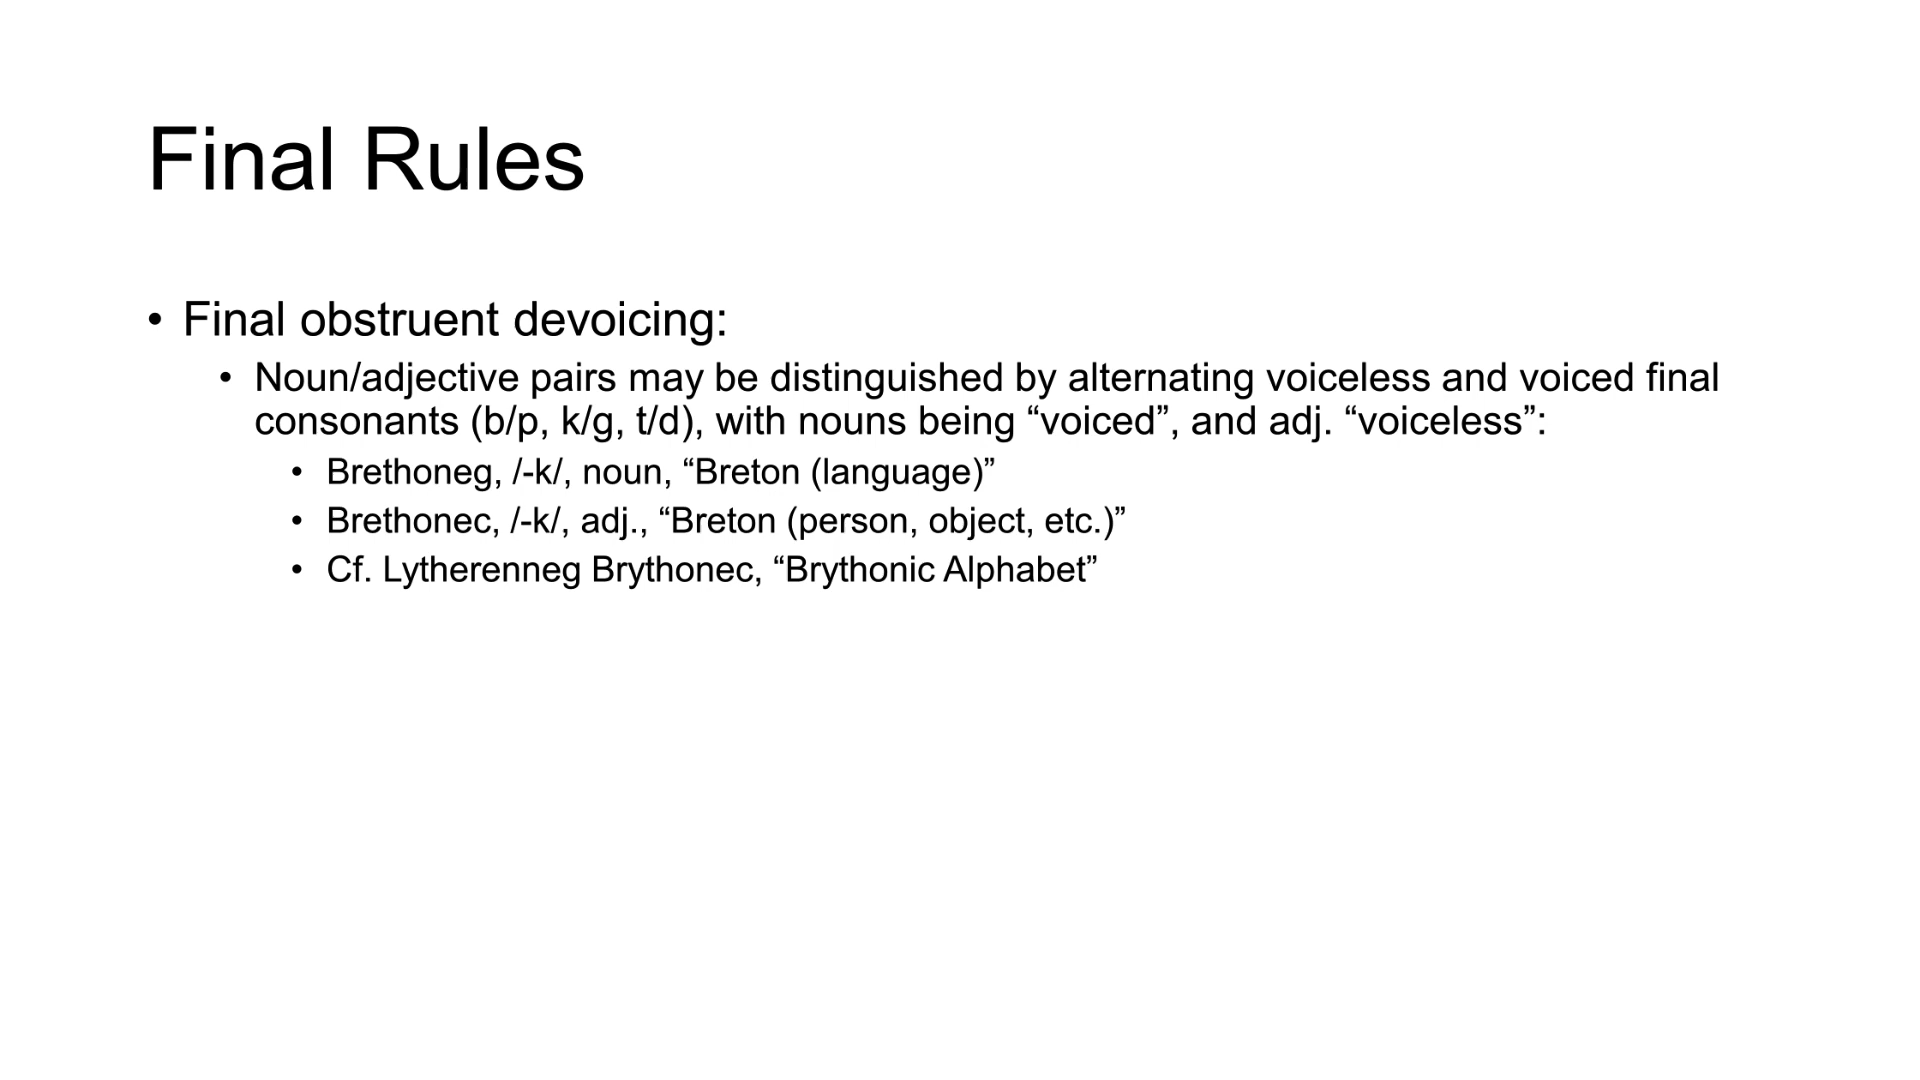 Final Rules
• Final obstruent devoicing:
• Noun/adjective pairs may be distinguished by alternating voiceless and voiced final
consonants (b/p, k/g, t/d), with nouns being “voiced”, and adj. “voiceless”:
• Brethoneg, /-k/, noun, “Breton (language)”
• Brethonec, /-k/, adj., “Breton (person, object, etc.)”
• Cf. Lytherenneg Brythonec, “Brythonic Alphabet”